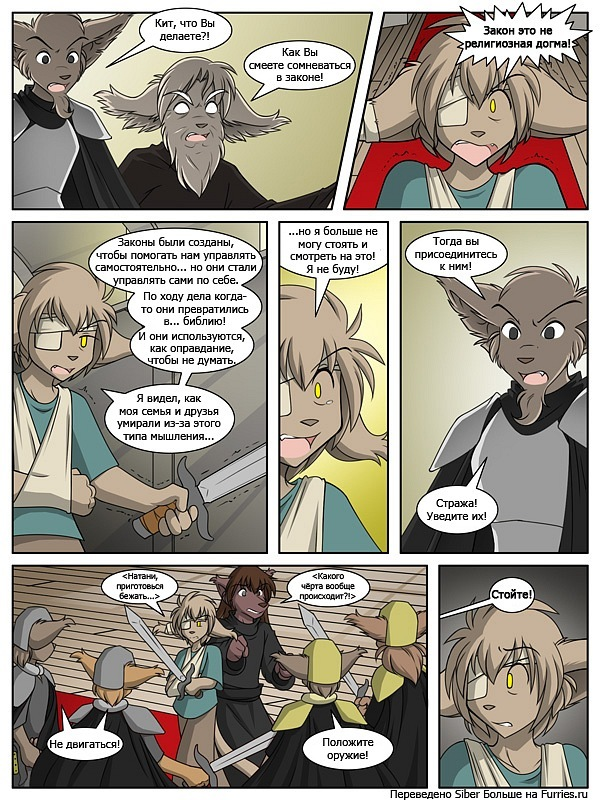 Кит, что Вы
делаете?!
Как Вы
смеете сомневаться
в законе!
Закон это не
религиозная догма!
Законы были созданы,
чтобы помогать нам управлять
самостоятельно... но они стали
управлять сами по себе.
По ходу дела когда-
то они превратились
в... библию!
И они используются,
как оправдание,
чтобы не думать.
Я видел, как
моя семья и друзья
умирали из-за этого
типа мышления...
...но я больше не
могу стоять и
смотреть на это!
Я не буду!
Тогда вы
присоединитесь
к ним!
Стража!
Уведите их!
<Натани,
приготовься
бежать...>
<Какого
чёрта вообще
происходит?!>
Не двигаться!
Положите
оружие!
Стойте!
Переведено Siber Больше на Furries.ru